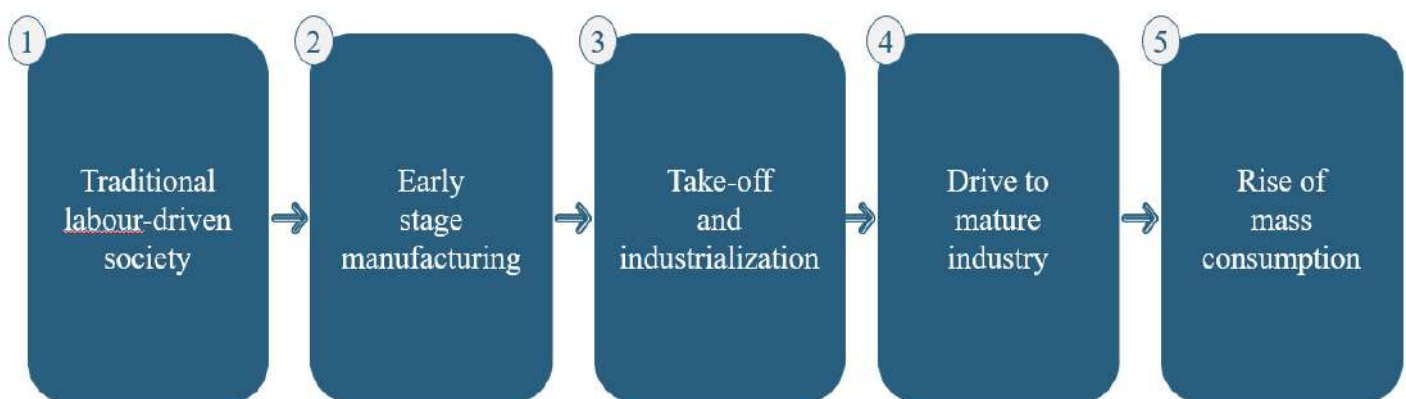 1
Traditional
labour-driven
society
2
Early
stage
manufacturing
3
Take-off
and
industrialization
4
Drive to
mature
industry
5
Rise of
mass
consumption